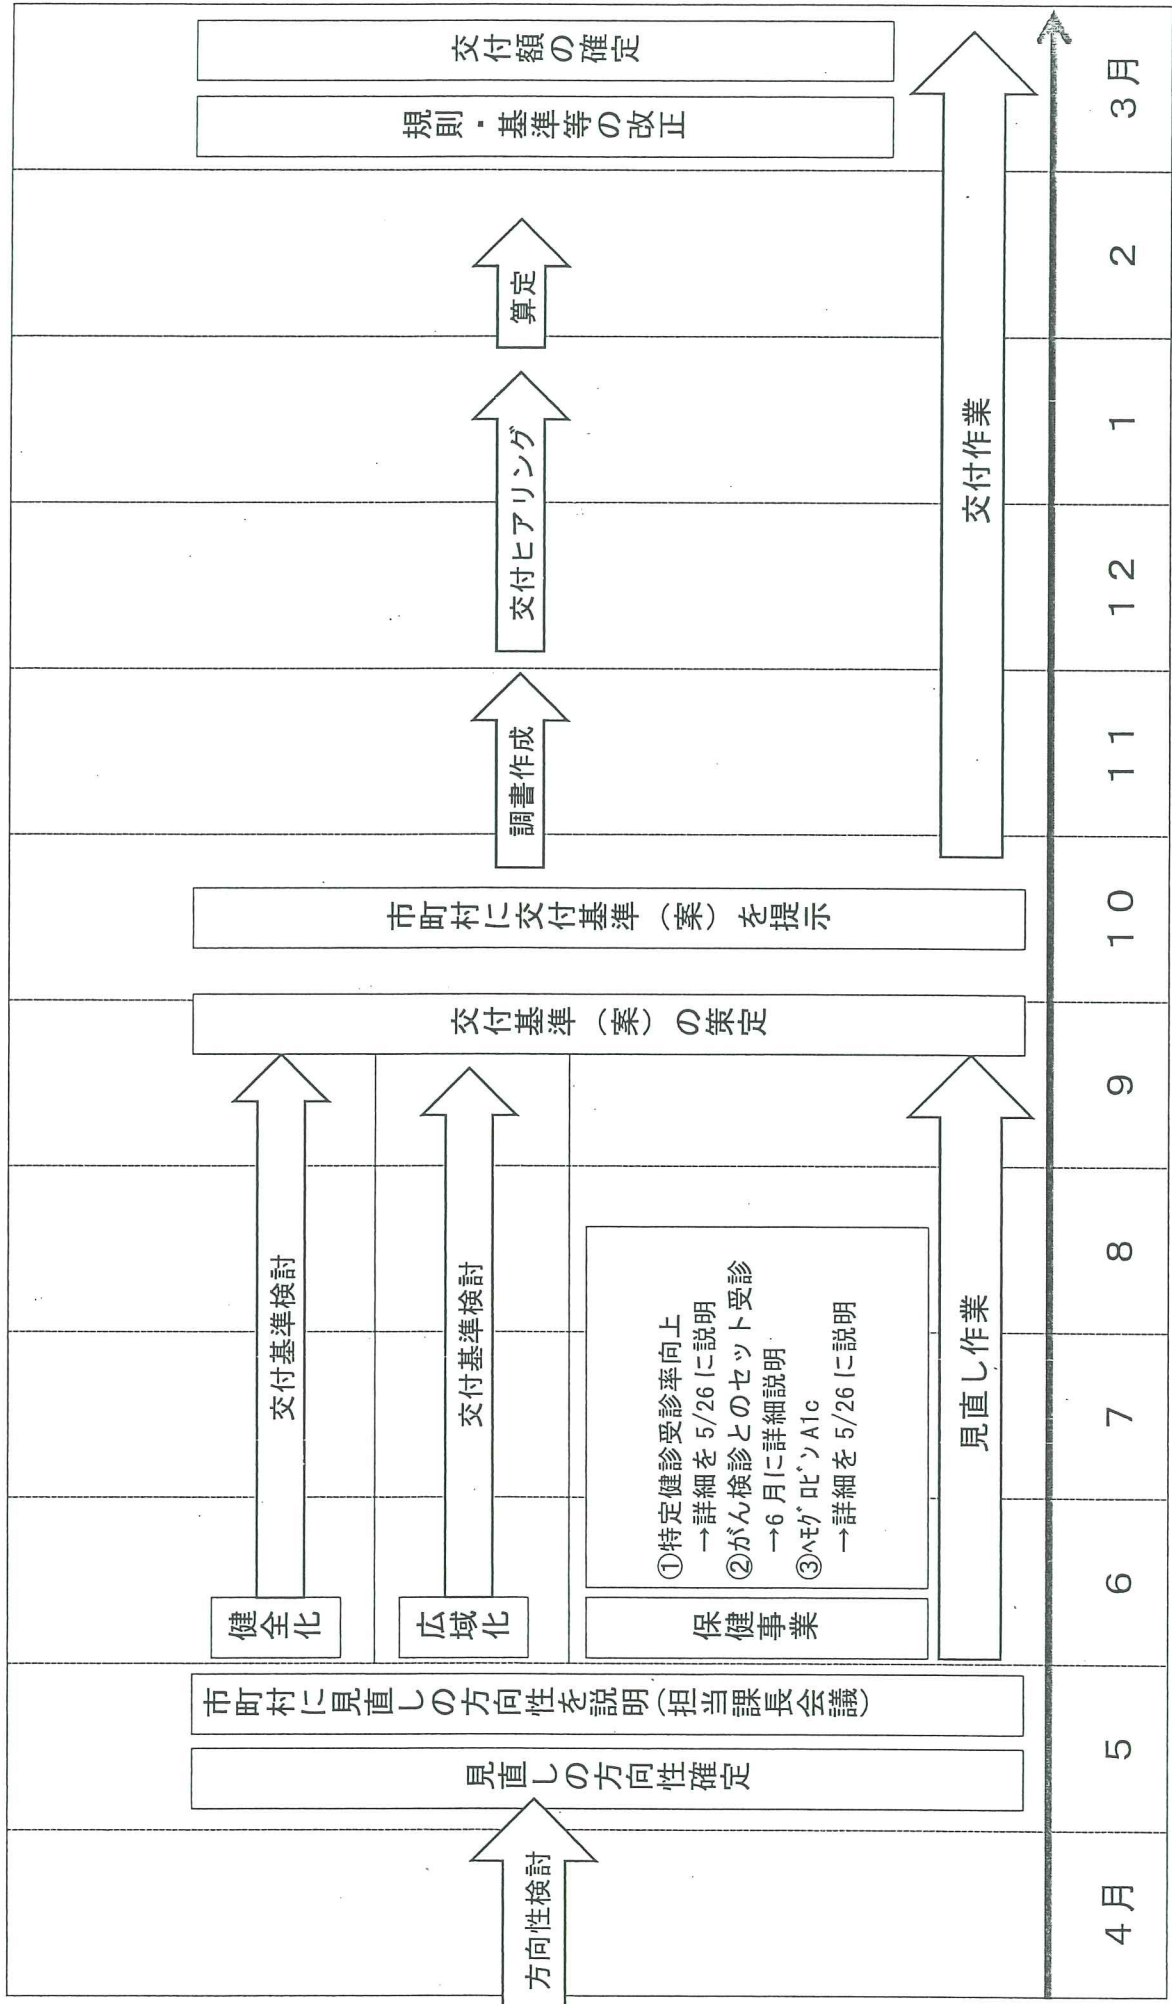 方向性検討
見直しの方向性確定
市町村に見直しの方向性を説明(担当課長会議)
健全化
交付基準検討
広域化
交付基準検討
保健事業
①特定健診受診率向上
→詳細を 5/26 に説明
②がん検診とのセット受診
→6 月に詳細説明
③ﾍﾓｸﾞﾛﾋﾞﾝ A1c
→詳細を 5/26 に説明
見直し作業
交付基準（案）の策定
市町村に交付基準（案）を提示
調書作成
交付ヒアリング
算定
規則・基準等の改正
交付額の確定
交付作業
4月
5
6
7
8
9
10
11
12
1
2
3月